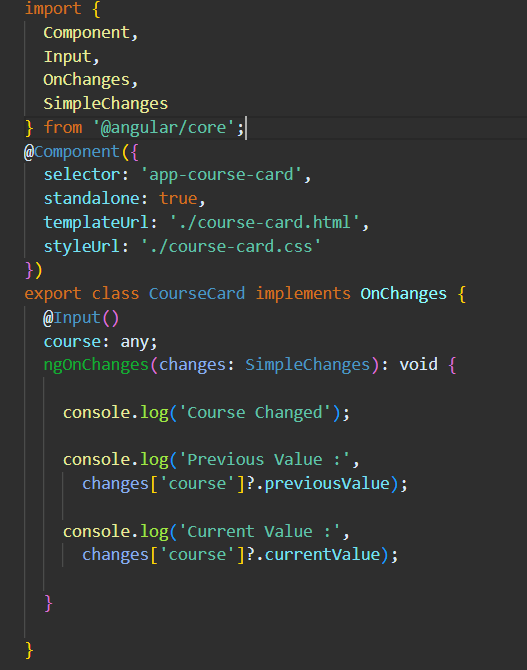 import {
  Component,
  Input,
  OnChanges,
  SimpleChanges
} from '@angular/core';
@Component({
  selector: 'app-course-card',
  standalone: true,
  templateUrl: './course-card.html',
  styleUrl: './course-card.css'
})
export class CourseCard implements OnChanges {
  @Input()
  course: any;
  ngOnChanges(changes: SimpleChanges): void {
    console.log('Course Changed');
    console.log('Previous Value :',
      changes['course']?.previousValue);
    console.log('Current Value :',
      changes['course']?.currentValue);
  }
}